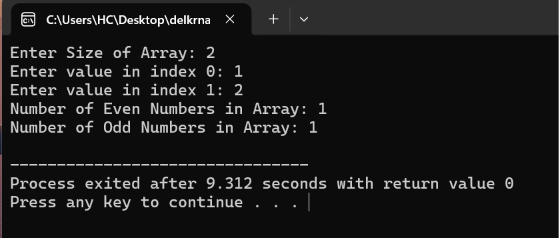 C:\Users\HC\Desktop\delkrna
Enter Size of Array: 2
Enter value in index 0: 1
Enter value in index 1: 2
Number of Even Numbers in Array: 1
Number of Odd Numbers in Array: 1
--------------------------------
Process exited after 9.312 seconds with return value 0
Press any key to continue . . .